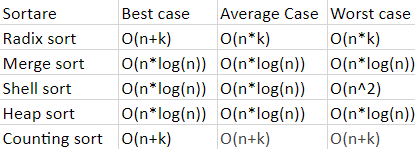 Sortare Best case Average Case Worst case
Radix sort O(n+k) O(n*k) O(n*k)
Merge sort O(n*log(n)) O(n*log(n)) O(n*log(n))
Shell sort O(n*log(n)) O(n*log(n)) O(n^2)
Heap sort O(n*log(n)) O(n*log(n)) O(n*log(n))
Counting sort O(n+k) O(n+k) O(n+k)